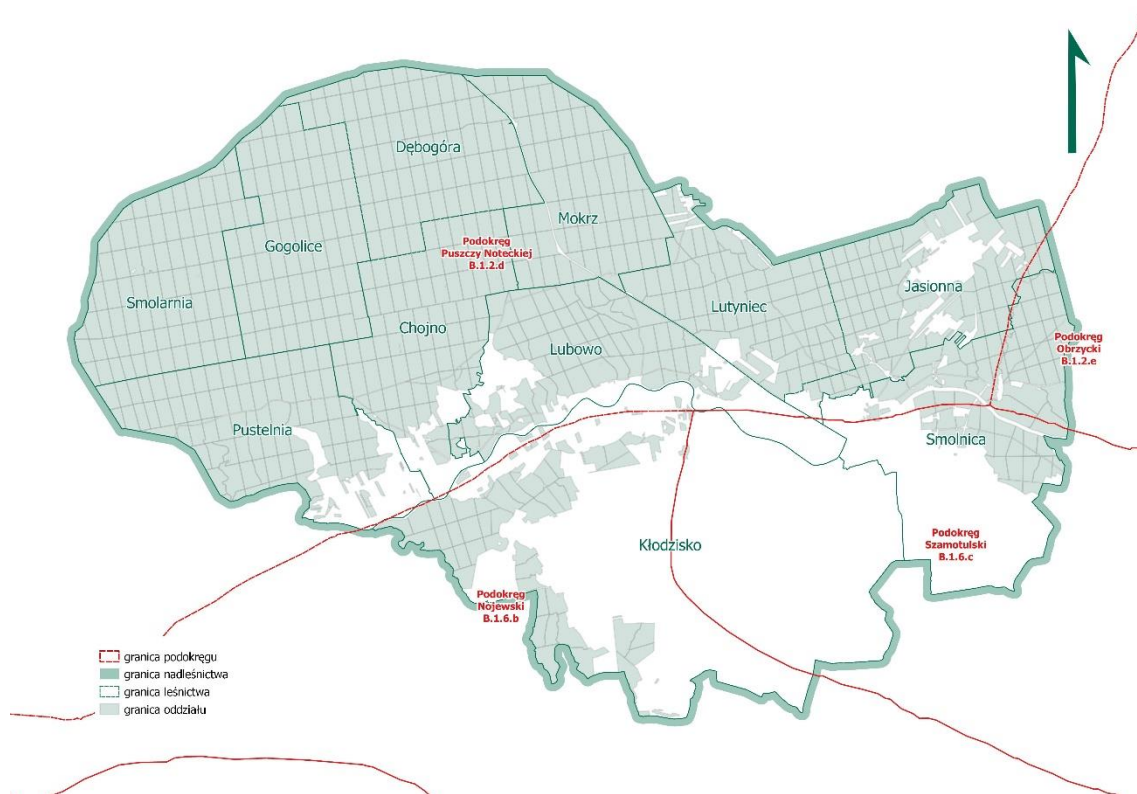 Dębogóra
Mokrz
Gogolice
Podokręg
Puszczy Noteckiej
B.1.2.d
Smolarnia
Jasionna
Lutyniec
Chojno
Lubowo
Podokręg
Obrzycki
B.1.2.e
Pustelnia
Smolnica
Kłodzisko
Podokręg
Szamotulski
B.1.6.c
Podokręg
Nojewski
B.1.6.b
granica podokręgu
granica nadleśnictwa
granica leśnictwa
granica oddziału